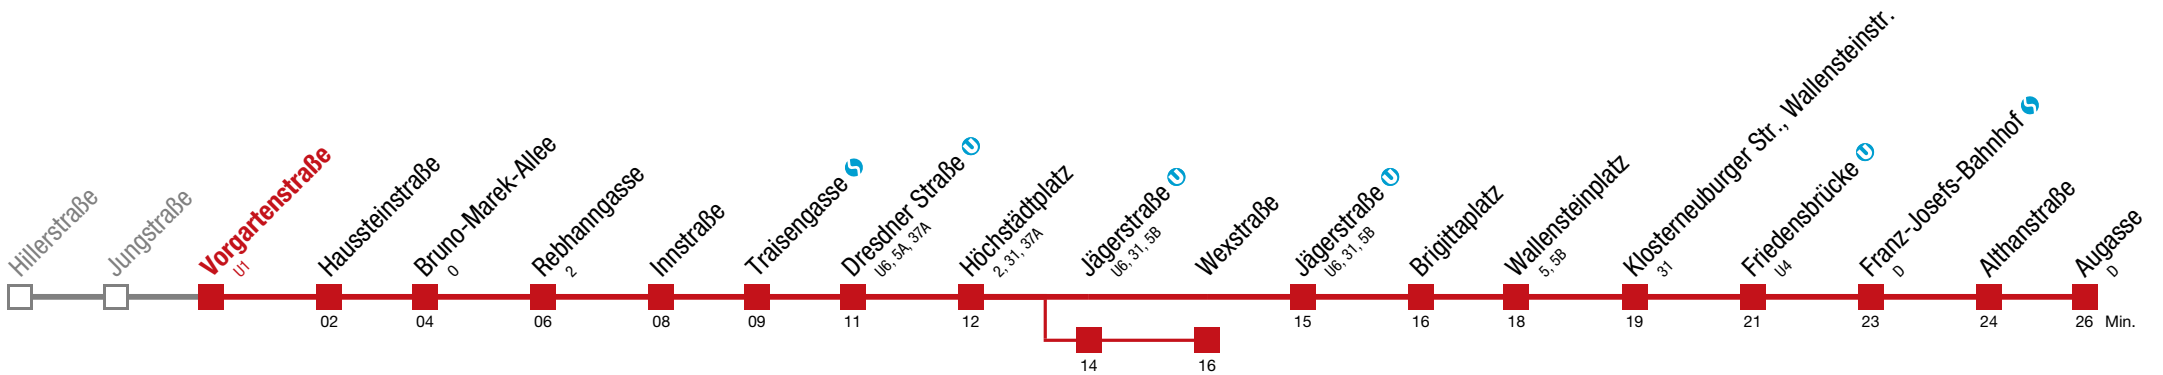 Hillerstraße
Jungstraße
Vorgartenstraße
U1
Haussteinstraße
02
Bruno-Marek-Allee
O
04
Rebhanngasse
2
06
Innstraße
08
Traisengasse
09
Dresdner Straße
U6, 5A, 37A
11
Höchstädtplatz
2, 31, 37A
12
Jägerstraße
U6, 31, 5B
14
Wexstraße
16
Jägerstraße
U6, 31, 5B
15
Brigittaplatz
16
Wallensteinplatz
5, 5B
18
Klosterneuburger Str., Wallensteinstr.
31
19
Friedensbrücke
U4
21
Franz-Josefs-Bahnhof
D
23
Althanstraße
24
Augasse
D
26 Min.